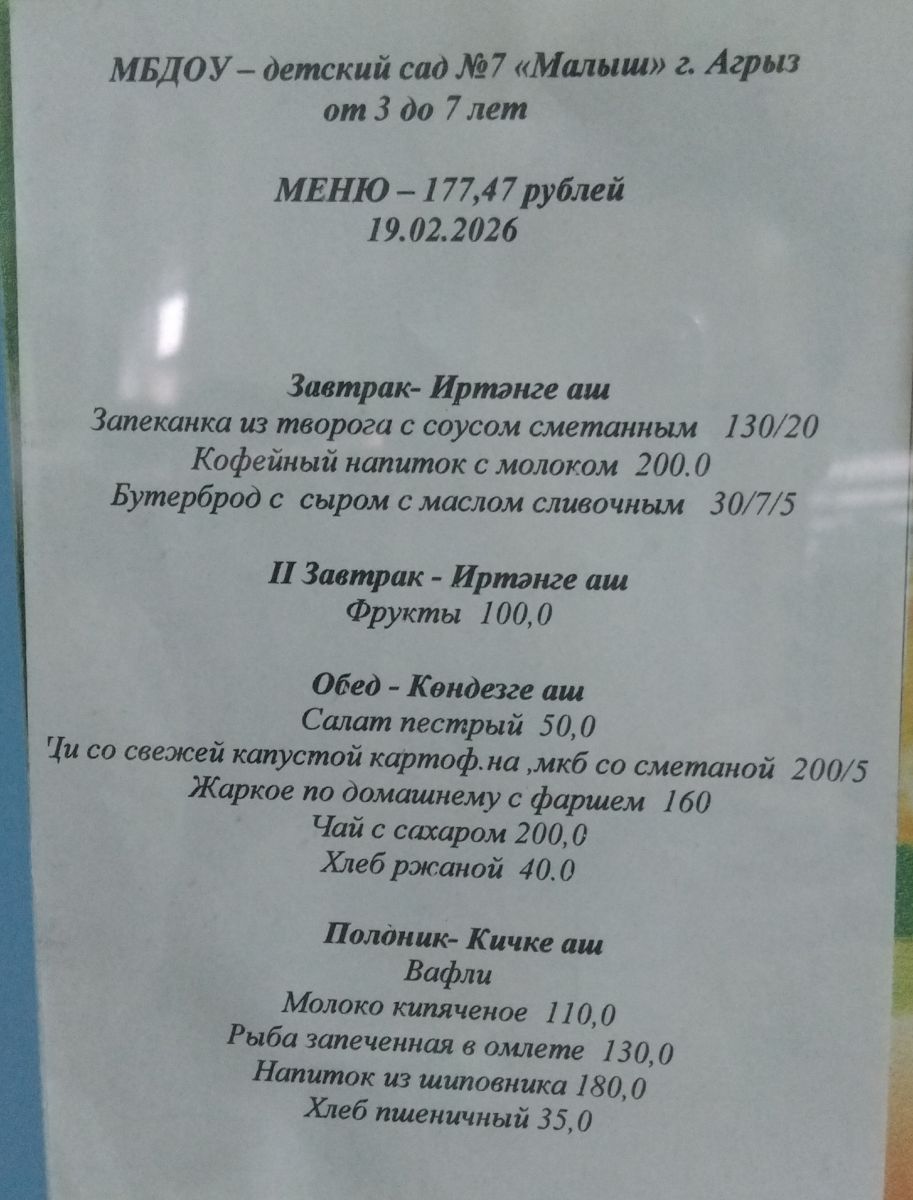 МБДОУ – детский сад №7 «Малыш» г. Агрыз
от 3 до 7 лет
МЕНЮ – 177,47 рублей
19.02.2026
Завтрак- Иртәнге аш
Запеканка из творога с соусом сметанным 130/20
Кофейный напиток с молоком 200.0
Бутерброд с сыром с маслом сливочным 30/7/5
II Завтрак - Иртәнге аш
Фрукты 100,0
Обед - Көндезге аш
Салат пестрый 50,0
Щи со свежей капустой картоф.на ,мкб со сметаной 200/5
Жаркое по домашнему с фаршем 160
Чай с сахаром 200,0
Хлеб ржаной 40.0
Полдник- Кичке аш
Вафли
Молоко кипяченое 110,0
Рыба запеченная в омлете 130,0
Напиток из шиповника 180,0
Хлеб пшеничный 35,0